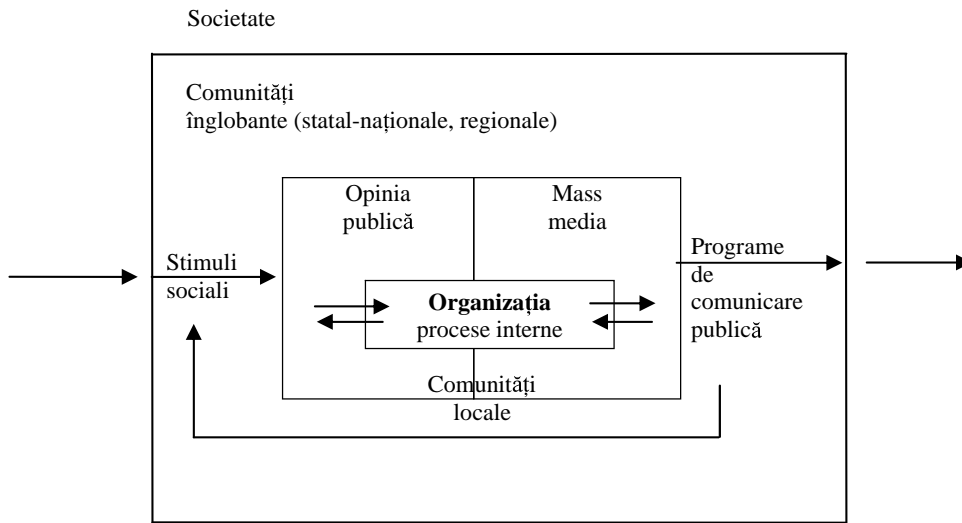 Societate
Comunități
înglobante (statal-naționale, regionale)
Opinia
publică
Mass
media
Stimuli
sociali
Programe
de
comunicare
publică
Organizația
procese interne
Comunități
locale